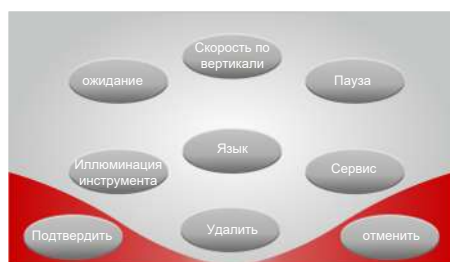 Скорость по
вертикали
ожидание
Пауза
Язык
Иллюминация
инструмента
Сервис
Подтвердить
Удалить
отменить